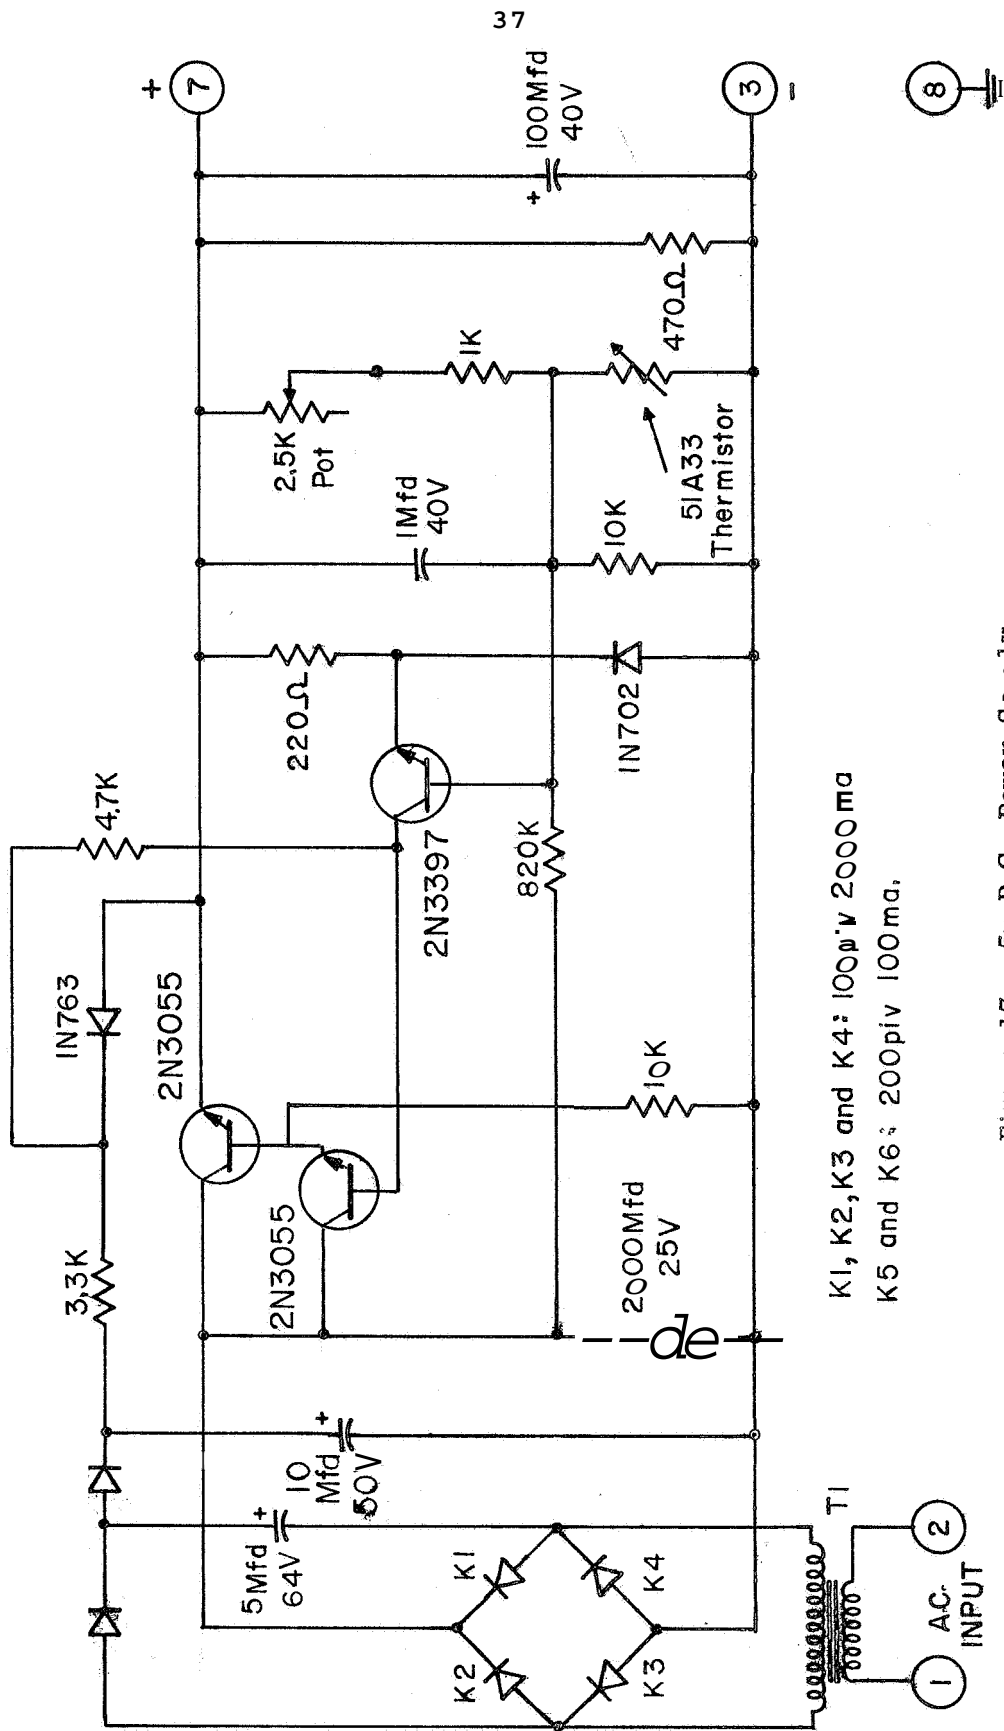 37
4.7K
1N763
3.3K
2N3055
2N3055
220Ω
2N3397
1Mfd
40V
2.5K
Pot
1K
100Mfd
40V
+
+
7
5Mfd
64V
+
10
Mfd
50V
+
2000Mfd
25V
de
10K
820K
1N702
10K
51A33
Thermistor
470Ω
3
-
8
K1
K2
K3
K4
T1
1
A.C.
INPUT
2
K1, K2, K3 and K4: 100piv 2000ma
K5 and K6: 200piv 100ma.